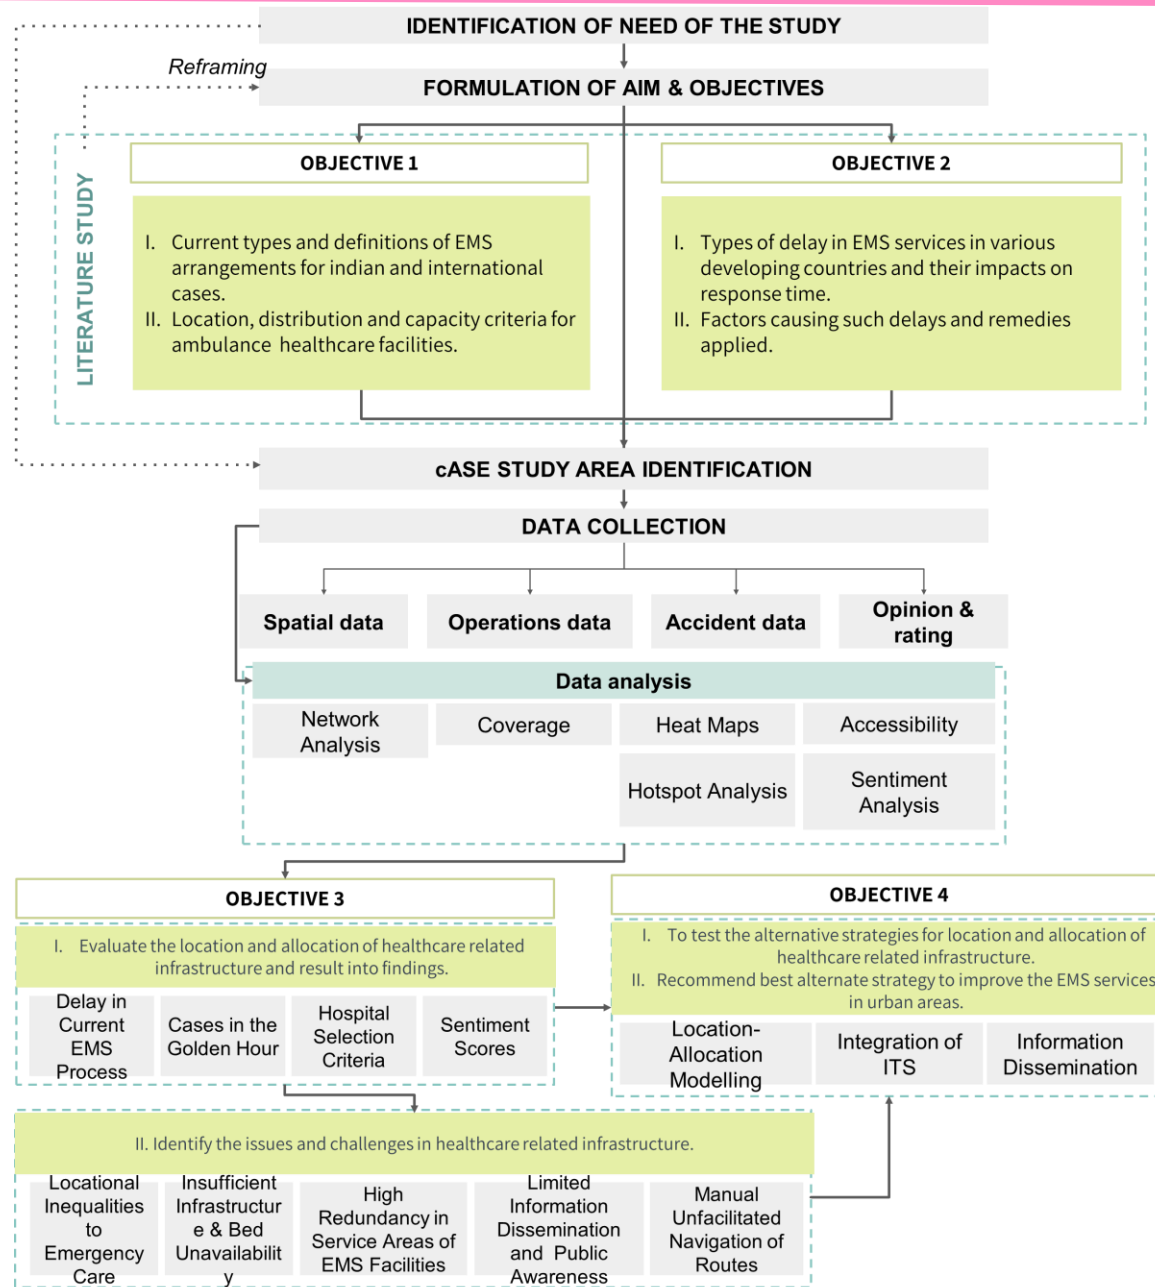 IDENTIFICATION OF NEED OF THE STUDY
Reframing
FORMULATION OF AIM & OBJECTIVES
LITERATURE STUDY
OBJECTIVE 1
I. Current types and definitions of EMS
arrangements for indian and international
cases.
II. Location, distribution and capacity criteria for
ambulance healthcare facilities.
OBJECTIVE 2
I. Types of delay in EMS services in various
developing countries and their impacts on
response time.
II. Factors causing such delays and remedies
applied.
cASE STUDY AREA IDENTIFICATION
DATA COLLECTION
Spatial data
Operations data
Accident data
Opinion &
rating
Data analysis
Network
Analysis
Coverage
Heat Maps
Accessibility
Hotspot Analysis
Sentiment
Analysis
OBJECTIVE 3
I. Evaluate the location and allocation of healthcare related
infrastructure and result into findings.
Delay in
Current
EMS
Process
Cases in the
Golden Hour
Hospital
Selection
Criteria
Sentiment
Scores
OBJECTIVE 4
I. To test the alternative strategies for location and allocation of
healthcare related infrastructure.
II. Recommend best alternate strategy to improve the EMS services
in urban areas.
Location-
Allocation
Modelling
Integration of
ITS
Information
Dissemination
II. Identify the issues and challenges in healthcare related infrastructure.
Locational
Inequalities
to
Emergency
Care
Insufficient
Infrastructur
e & Bed
Unavailabilit
y
High
Redundancy in
Service Areas of
EMS Facilities
Limited
Information
Dissemination
and Public
Awareness
Manual
Unfacilitated
Navigation of
Routes